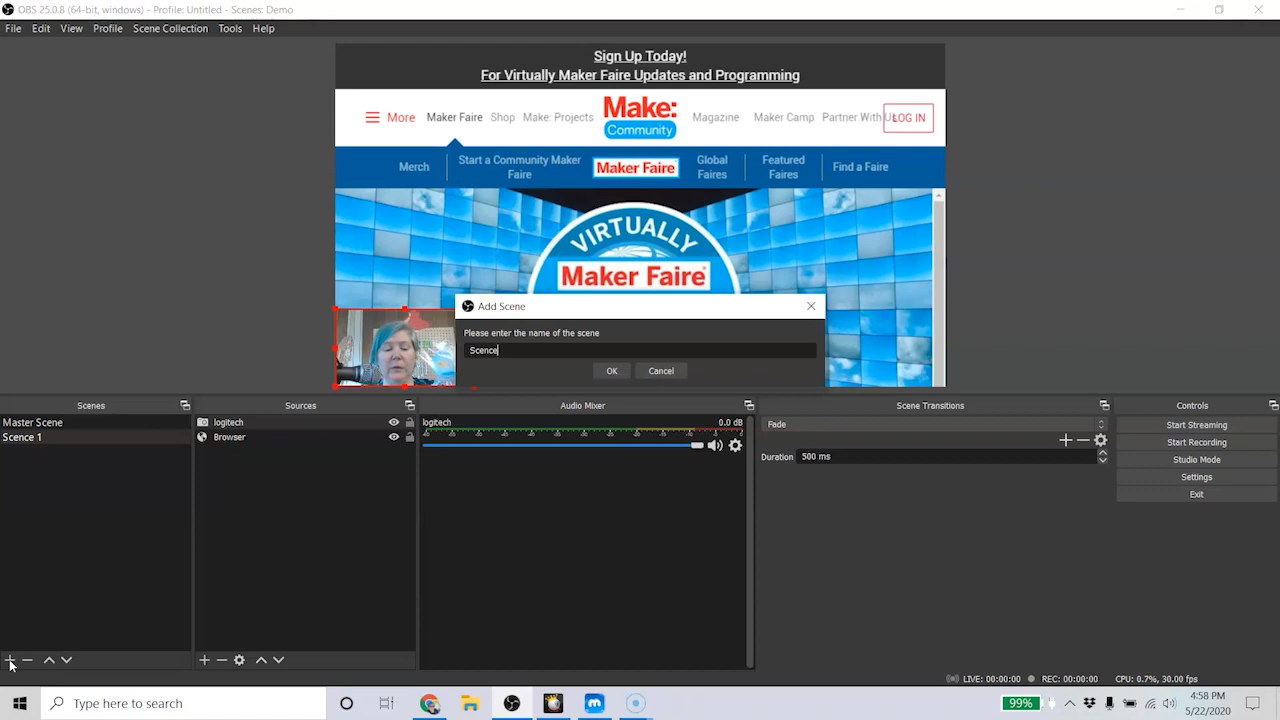 OBS 25.0.8 (64-bit, windows) - Profile: Untitled - Scenes: Demo
File Edit View Profile Scene Collection Tools Help
Sign Up Today!
For Virtually Maker Faire Updates and Programming
More Maker Faire Shop Make: Projects Make: Community Magazine Maker Camp Partner With Us LOG IN
Merch Start a Community Maker Faire Maker Faire Global Faires Featured Faires Find a Faire
VIRTUALLY
Maker Faire
Add Scene
Please enter the name of the scene
Scence
OK Cancel
Scenes Sources Audio Mixer Scene Transitions Controls
Master Scene logitech logitech 0.0 dB Fade Start Streaming
Scence 1 Browser Start Recording
Duration 500 ms Studio Mode
Settings
Exit
LIVE: 00:00:00 REC: 00:00:00 CPU: 0.7%, 30.00 fps
Type here to search 99% 4:58 PM
5/22/2020